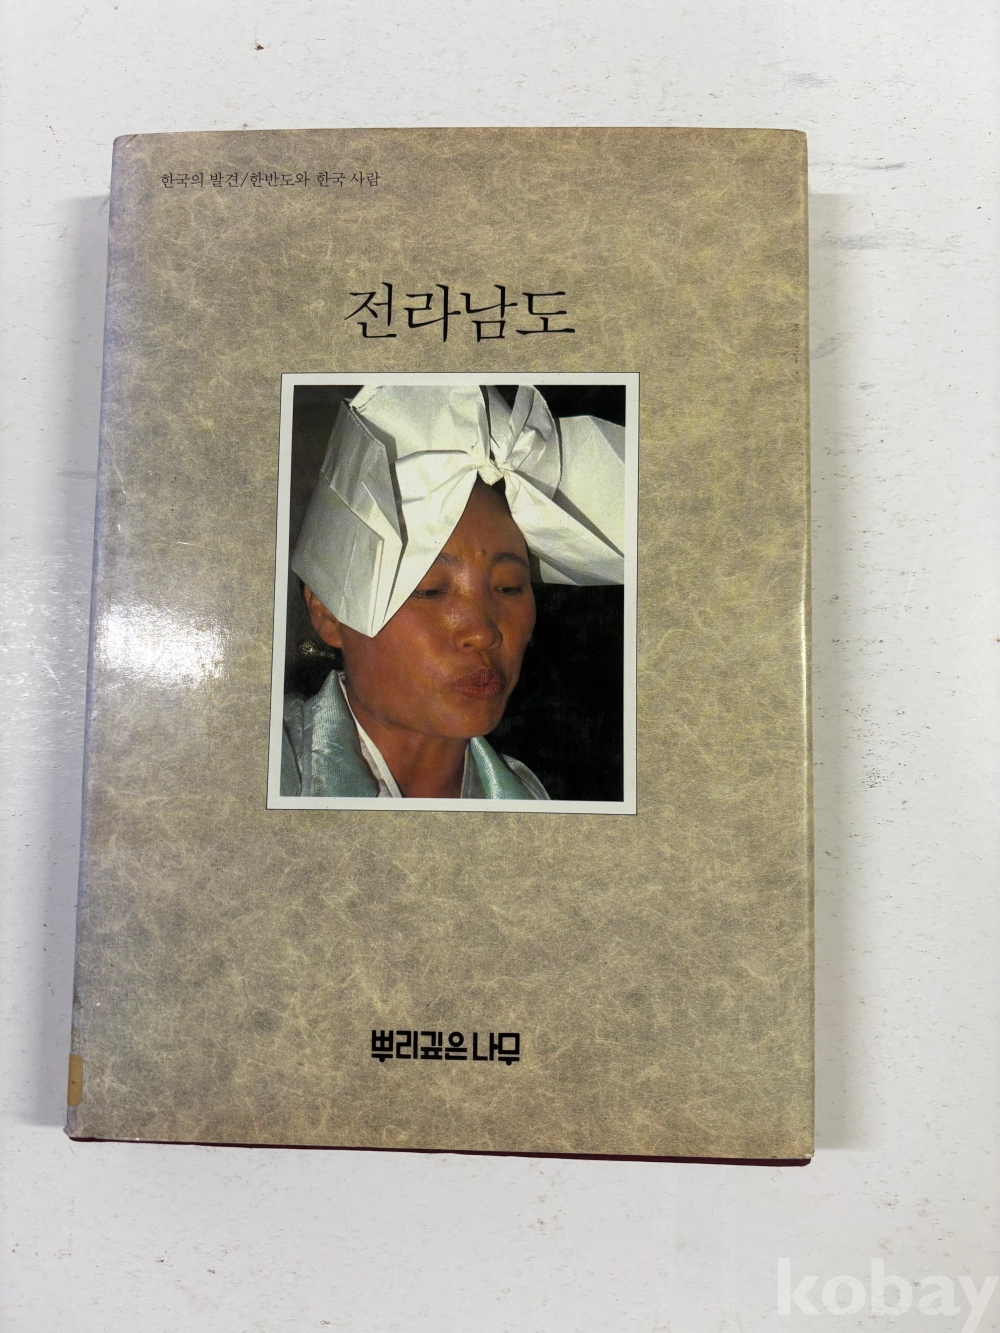 한국의 발견/한반도와 한국 사람
전라남도
뿌리깊은 나무
kobay